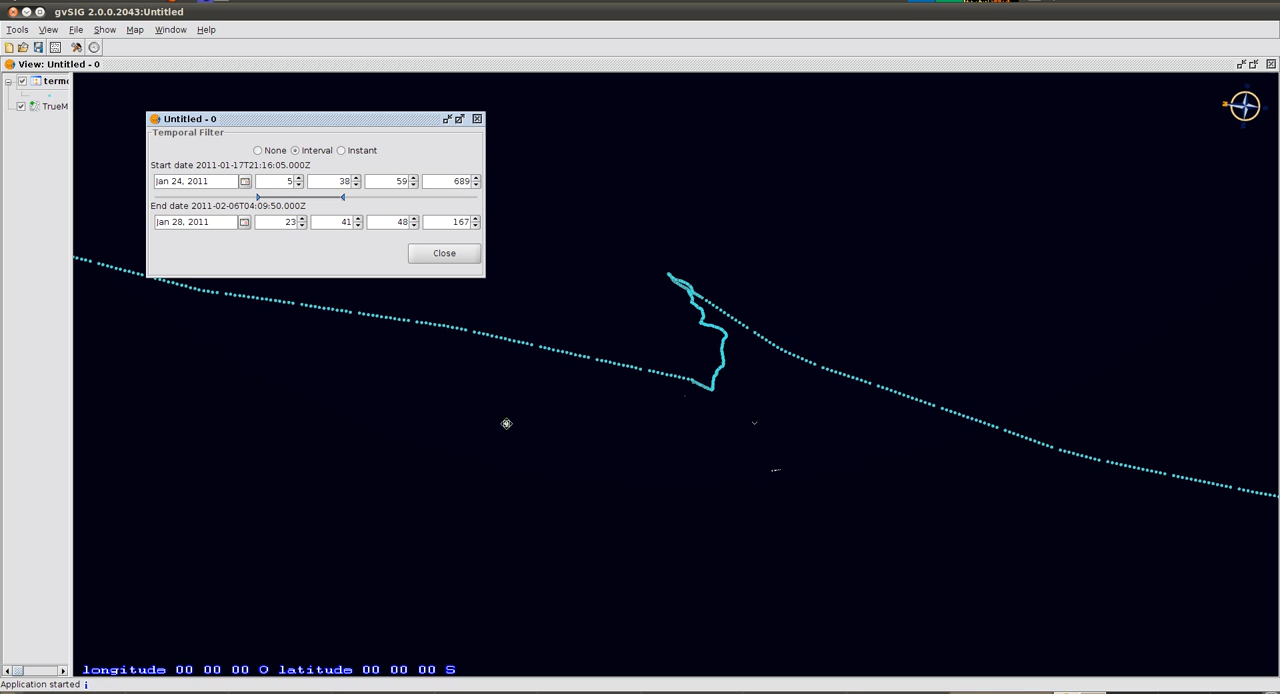 gvSIG 2.0.0.2043:Untitled
Tools View File Show Map Window Help
View: Untitled - 0
termo
TrueM
Untitled - 0
Temporal Filter
None Interval Instant
Start date 2011-01-17T21:16:05.000Z
Jan 24, 2011 5 38 59 689
End date 2011-02-06T04:09:50.000Z
Jan 28, 2011 23 41 48 167
Close
longitude 00 00 00 O latitude 00 00 00 S
Application started